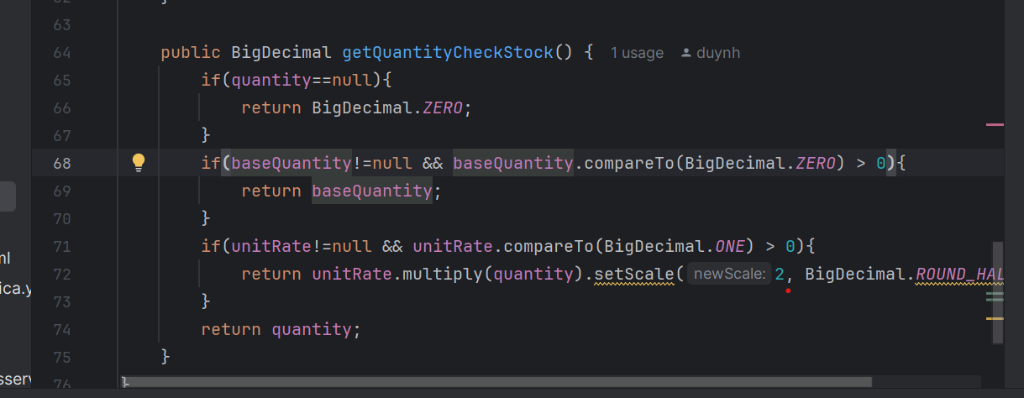 62 }
63
64 public BigDecimal getQuantityCheckStock() { 1 usage duynh
65 if(quantity==null){
66 return BigDecimal.ZERO;
67 }
68 if(baseQuantity!=null && baseQuantity.compareTo(BigDecimal.ZERO) > 0){
69 return baseQuantity;
70 }
ml 71 if(unitRate!=null && unitRate.compareTo(BigDecimal.ONE) > 0){
ica.y 72 return unitRate.multiply(quantity).setScale( newScale: 2, BigDecimal.ROUND_HAL
73 }
74 return quantity;
75 }
sserv 76 }